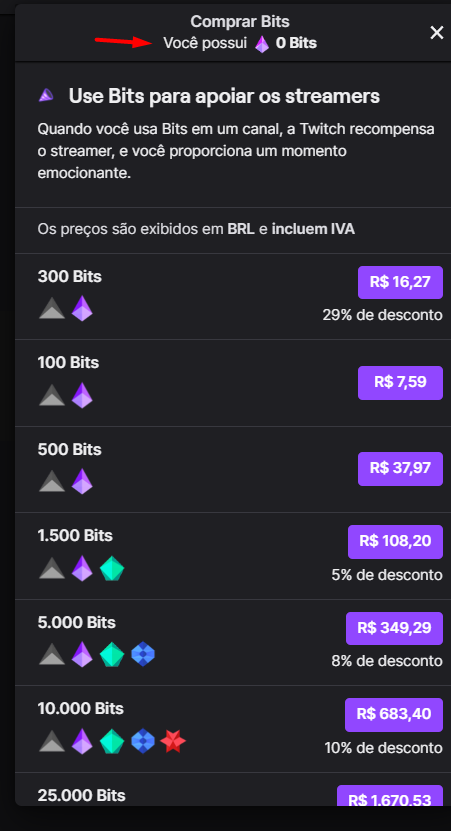 Comprar Bits
Você possui 0 Bits
Use Bits para apoiar os streamers
Quando você usa Bits em um canal, a Twitch recompensa
o streamer, e você proporciona um momento
emocionante.
Os preços são exibidos em BRL e incluem IVA
300 Bits
R$ 16,27
29% de desconto
100 Bits
R$ 7,59
500 Bits
R$ 37,97
1.500 Bits
R$ 108,20
5% de desconto
5.000 Bits
R$ 349,29
8% de desconto
10.000 Bits
R$ 683,40
10% de desconto
25.000 Bits
R$ 1.670,53